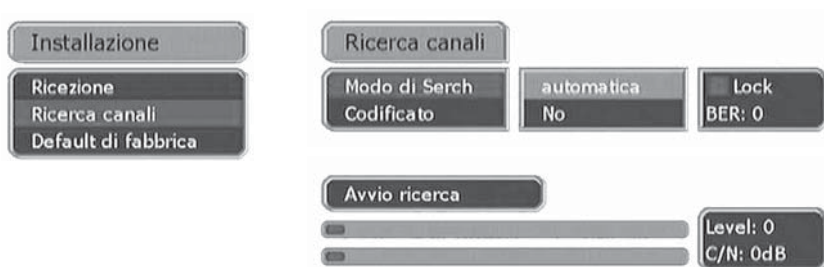 Installazione
Ricezione
Ricerca canali
Default di fabbrica
Ricerca canali
Modo di Serch
automatica
Lock
Codificato
No
BER: 0
Avvio ricerca
Level: 0
C/N: 0dB